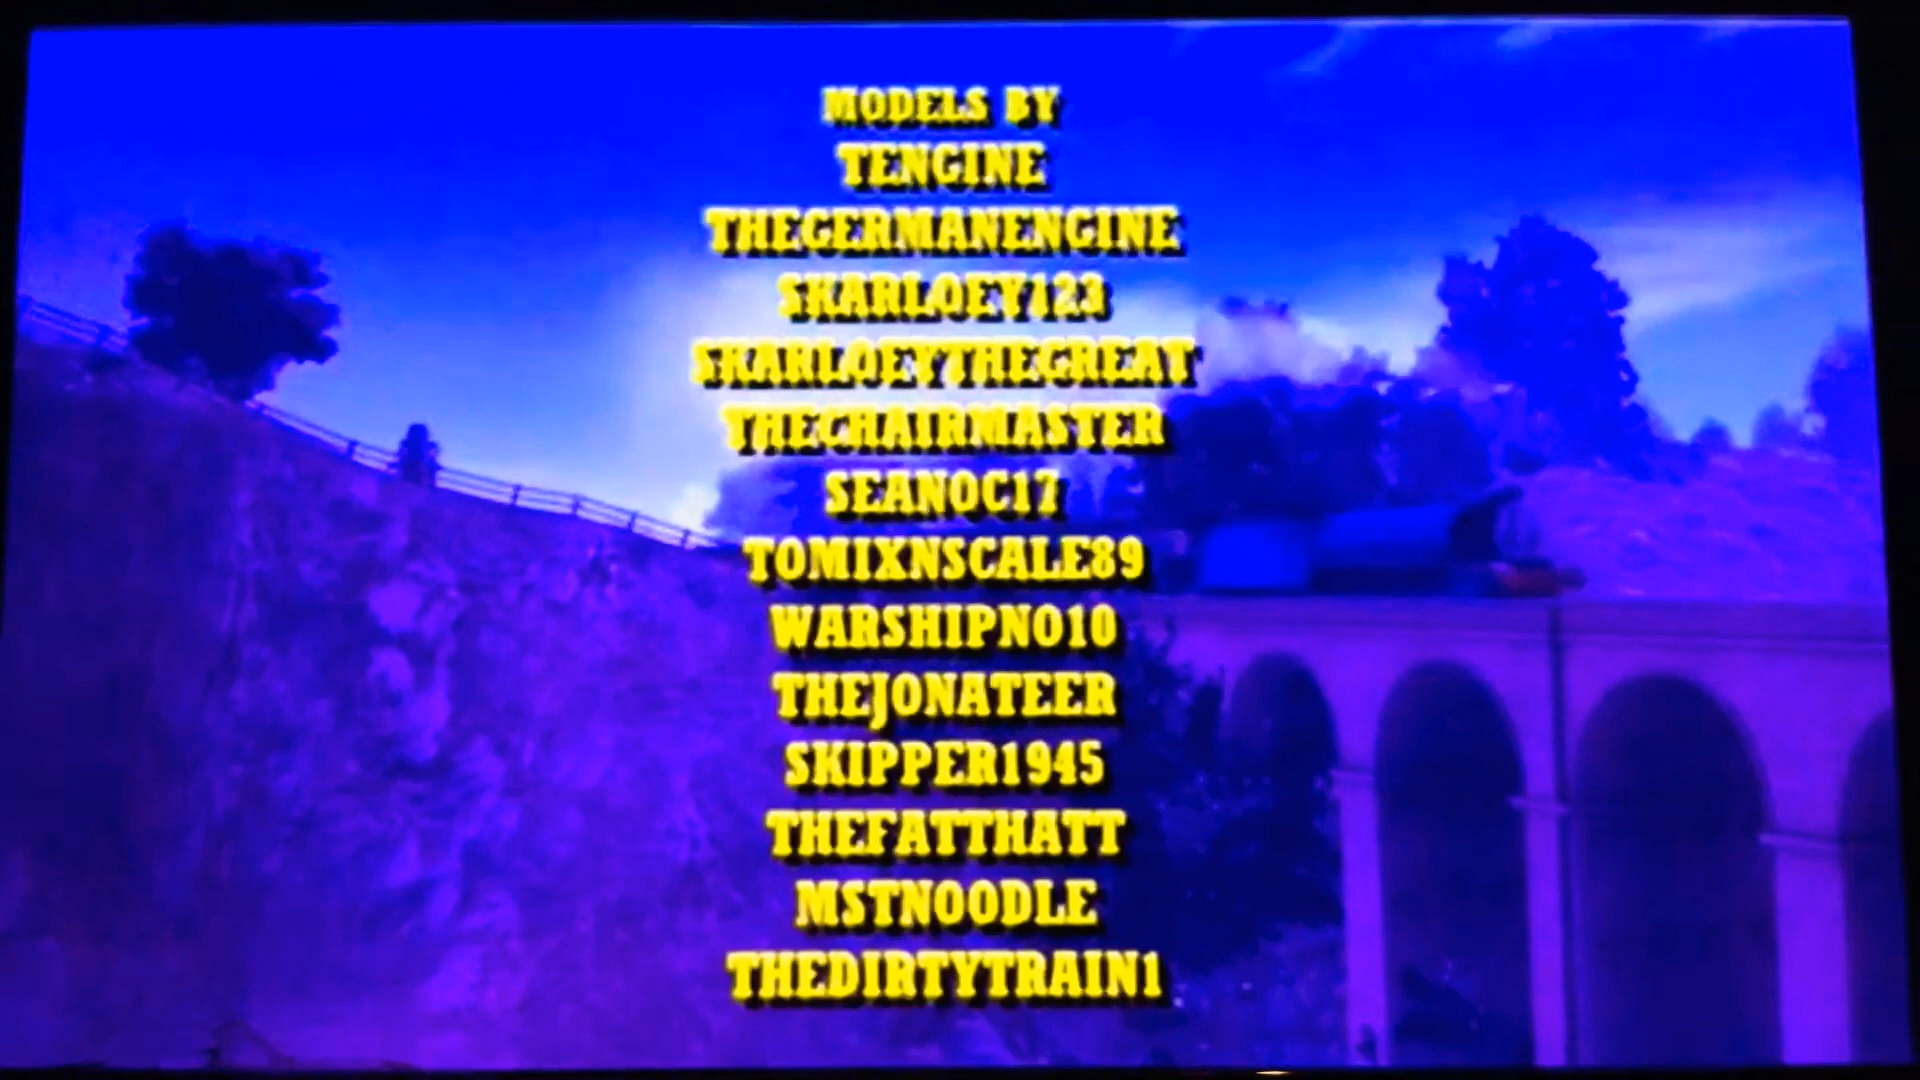 MODELS BY
TENGINE
THEGERMANENGINE
SKARLOEY123
SKARLOEYTHEGREAT
THECHAIRMASTER
SEANOC17
TOMIXNSCALE89
WARSHIPNO10
THEJONATEER
SKIPPER1945
THEFATTHATT
MSTNOODLE
THEDIRTYTRAIN1